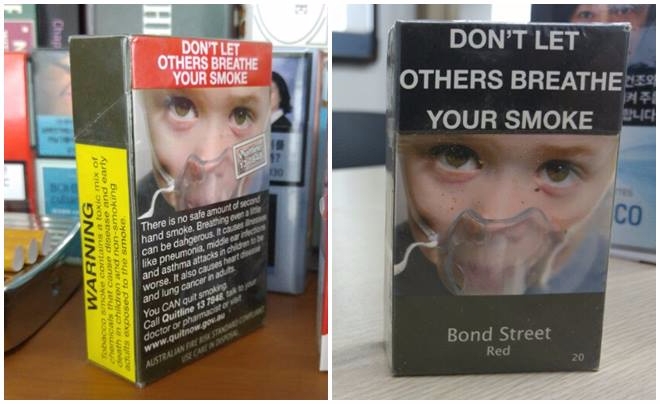 DON'T LET
OTHERS BREATHE
YOUR SMOKE
WARNING
Tobacco smoke contains a toxic mix of
chemicals that cause disease and early
death in children and non-smoking
adults exposed to the smoke.
There is no safe amount of second
hand smoke. Breathing even a little
can be dangerous. It causes illnesses
like pneumonia, middle ear infections
and asthma attacks in children to be
worse. It also causes heart disease
and lung cancer in adults.
You CAN quit smoking.
Call Quitline 13 7848, talk to your
doctor or pharmacist or visit
www.quitnow.gov.au
AUSTRALIAN FIRE RISK STANDARD COMPLIANT
USE CARE IN DISPOSAL
DON'T LET
OTHERS BREATHE
YOUR SMOKE
Bond Street
Red
20
CO